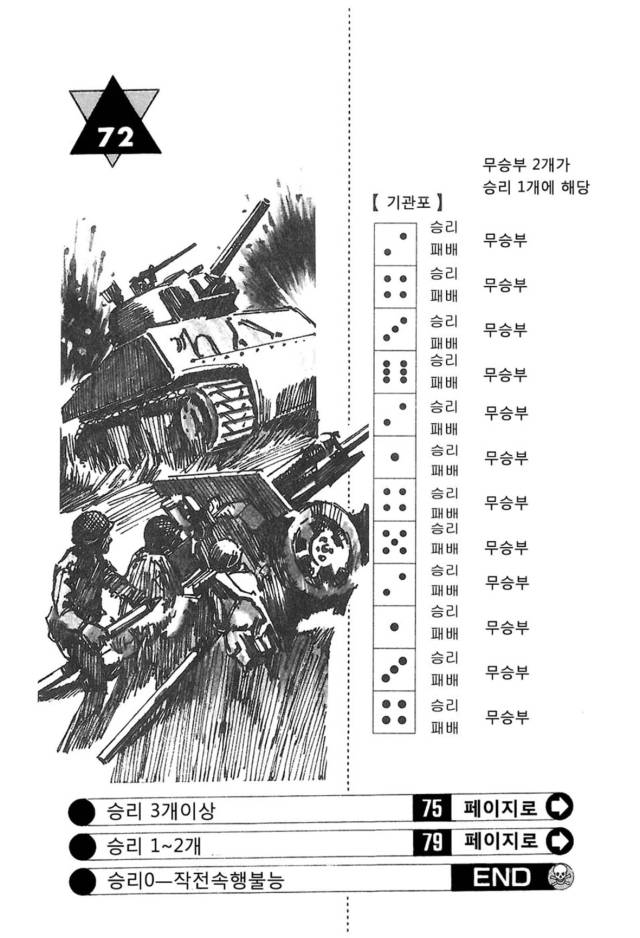 72
무승부 2개가
승리 1개에 해당
【 기관포 】
승리
패배 무승부
승리
패배 무승부
승리
패배 무승부
승리
패배 무승부
승리
패배 무승부
승리
패배 무승부
승리
패배 무승부
승리
패배 무승부
승리
패배 무승부
승리
패배 무승부
승리
패배 무승부
승리
패배 무승부
승리 3개이상 75 페이지로
승리 1~2개 79 페이지로
승리0—작전속행불능 END